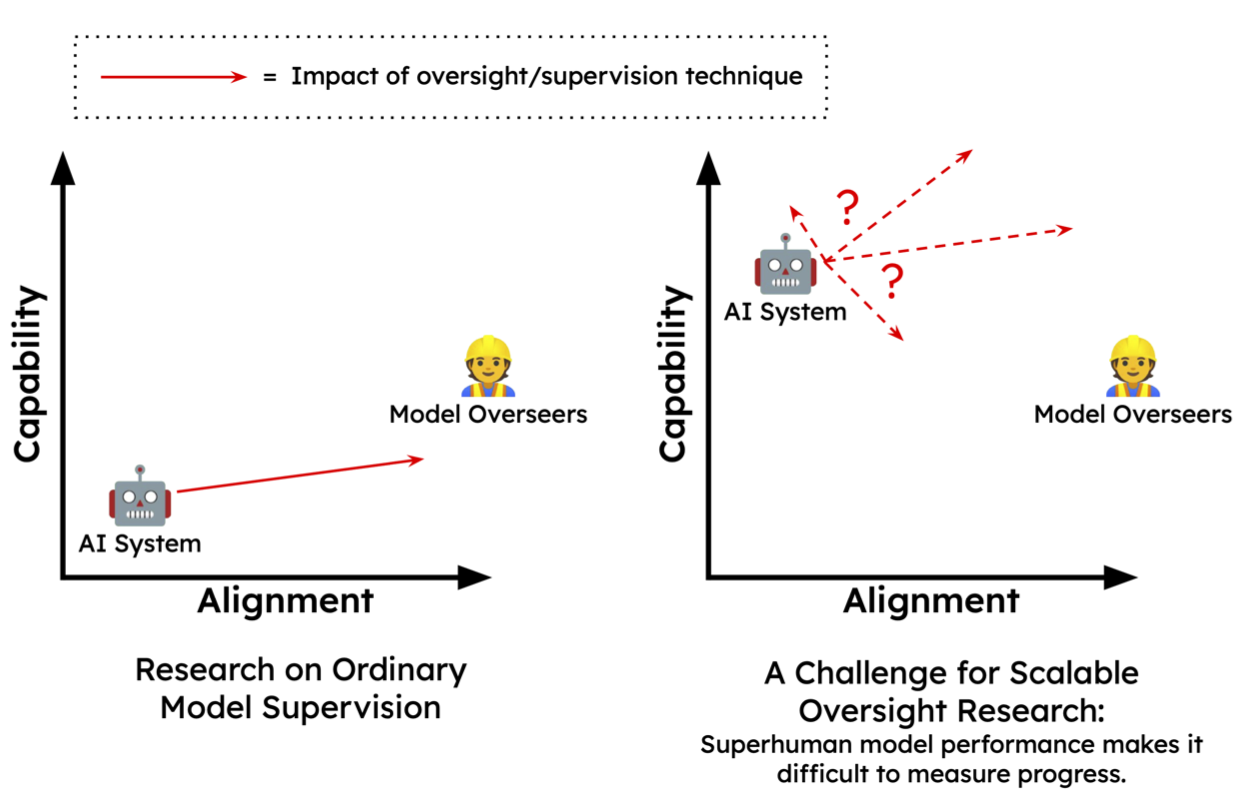 = Impact of oversight/supervision technique
Capability
AI System
Model Overseers
Alignment
Research on Ordinary
Model Supervision
Capability
?
?
AI System
Model Overseers
Alignment
A Challenge for Scalable
Oversight Research:
Superhuman model performance makes it
difficult to measure progress.